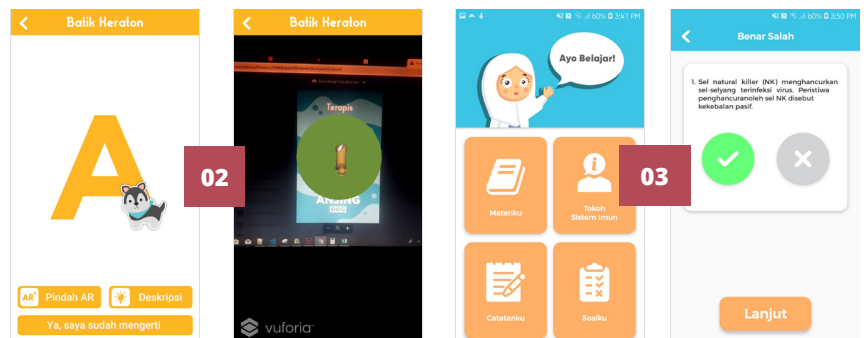 Batik Heraton
A
AR
Pindah AR
Deskripsi
Ya, saya sudah mengerti
02
Batik Heraton
Terapis
ANJING
DOG
vuforia
60% 3:47 PM
Ayo Belajar!
Materiku
Tokoh
Sistem Imun
Catatanku
Soalku
03
60% 3:50 PM
Benar Salah
1. Sel natural killer (NK) menghancurkan
sel-selyang terinfeksi virus. Peristiwa
penghancuranoleh sel NK disebut
kekebalan pasif.
Lanjut